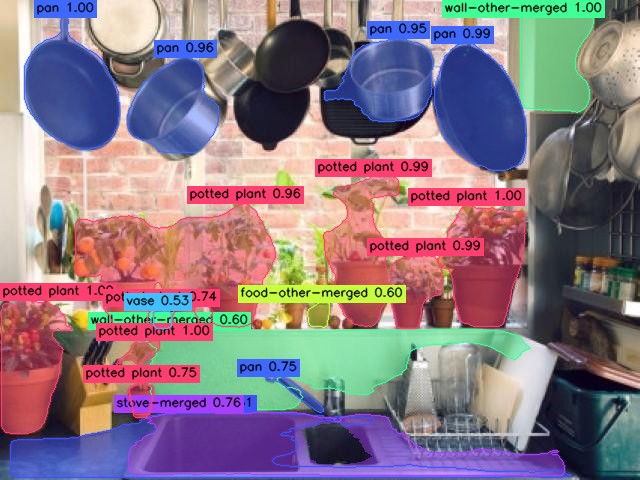 pan 1.00
wall-other-merged 1.00
pan 0.95
pan 0.99
pan 0.96
potted plant 0.99
potted plant 0.96
potted plant 1.00
potted plant 0.99
potted plant 1.00
0.74
vase 0.53
food-other-merged 0.60
wall-other-merged 0.60
potted plant 1.00
pan 0.75
potted plant 0.75
stove-merged 0.76